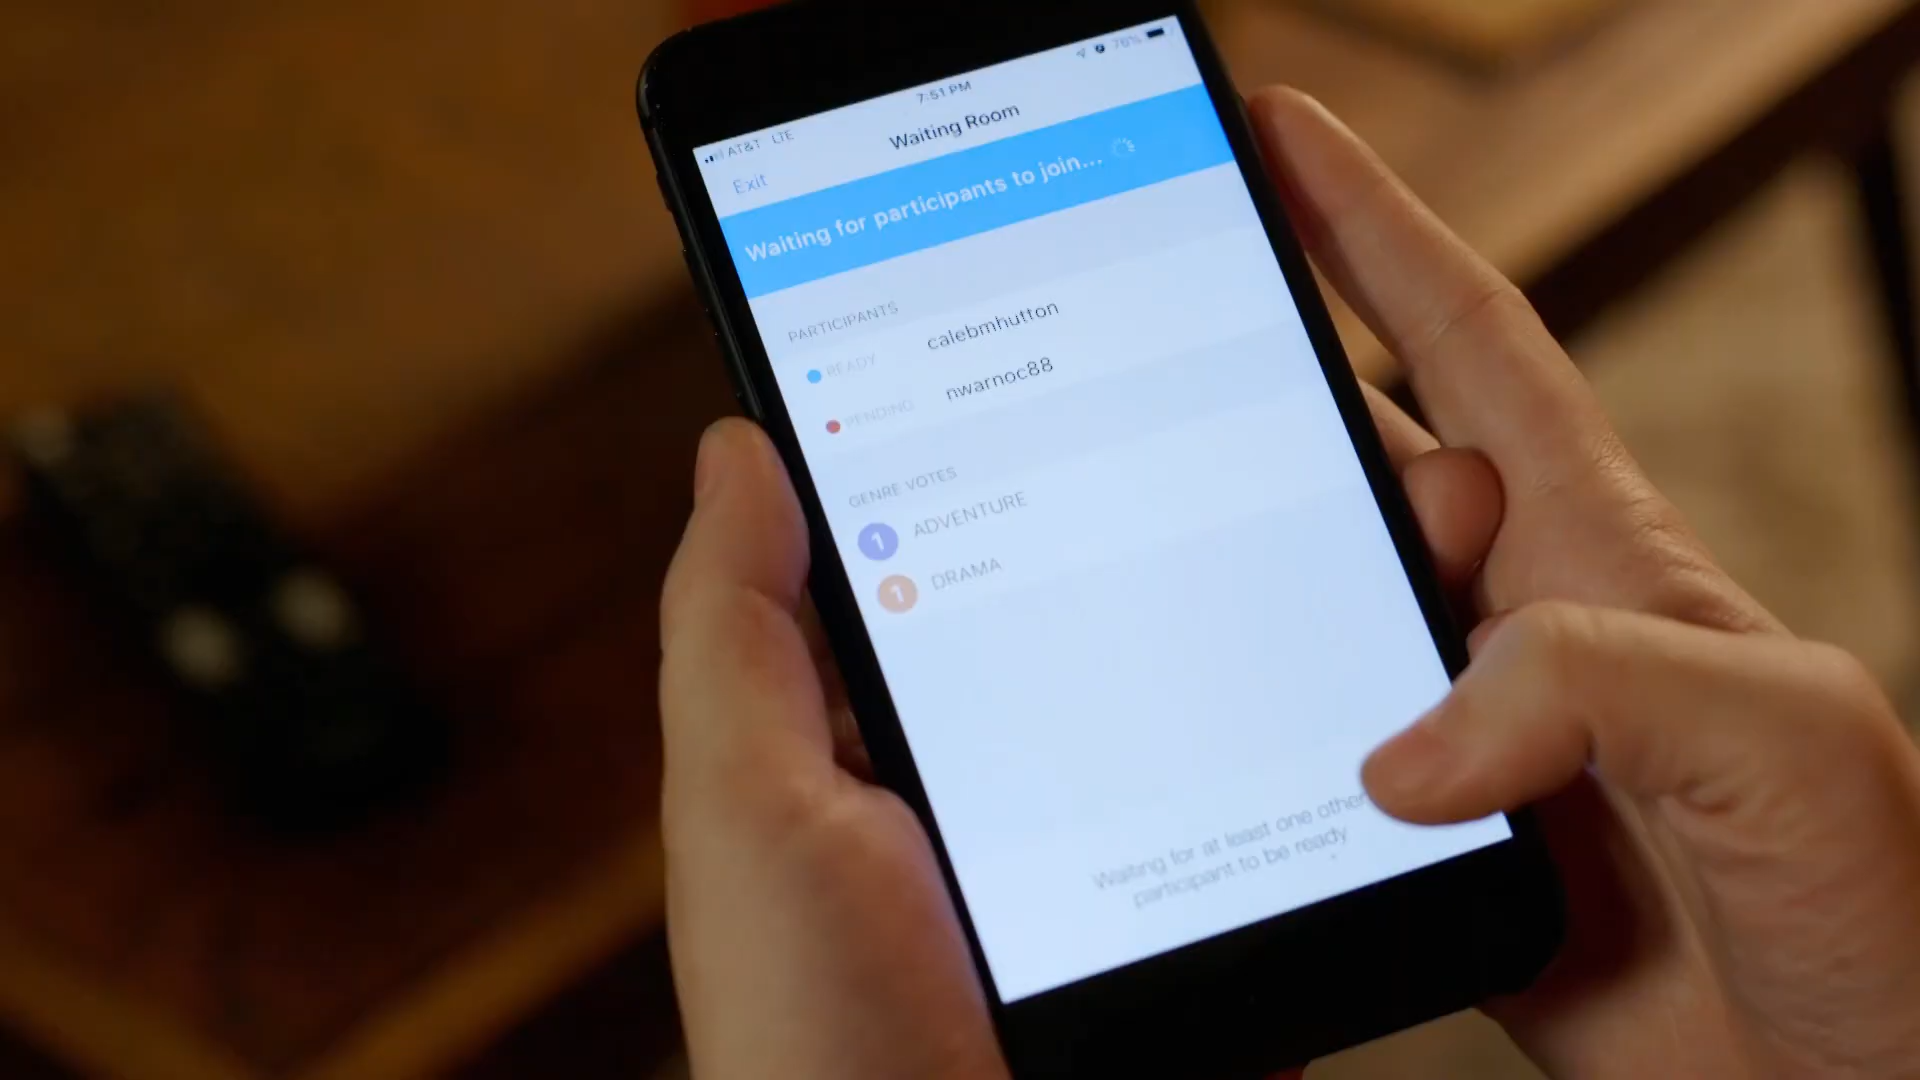 AT&T LTE 7:51 PM 76%
Exit Waiting Room
Waiting for participants to join...
PARTICIPANTS
READY calebmhutton
PENDING nwarnoc88
GENRE VOTES
1 ADVENTURE
1 DRAMA
Waiting for at least one other
participant to be ready